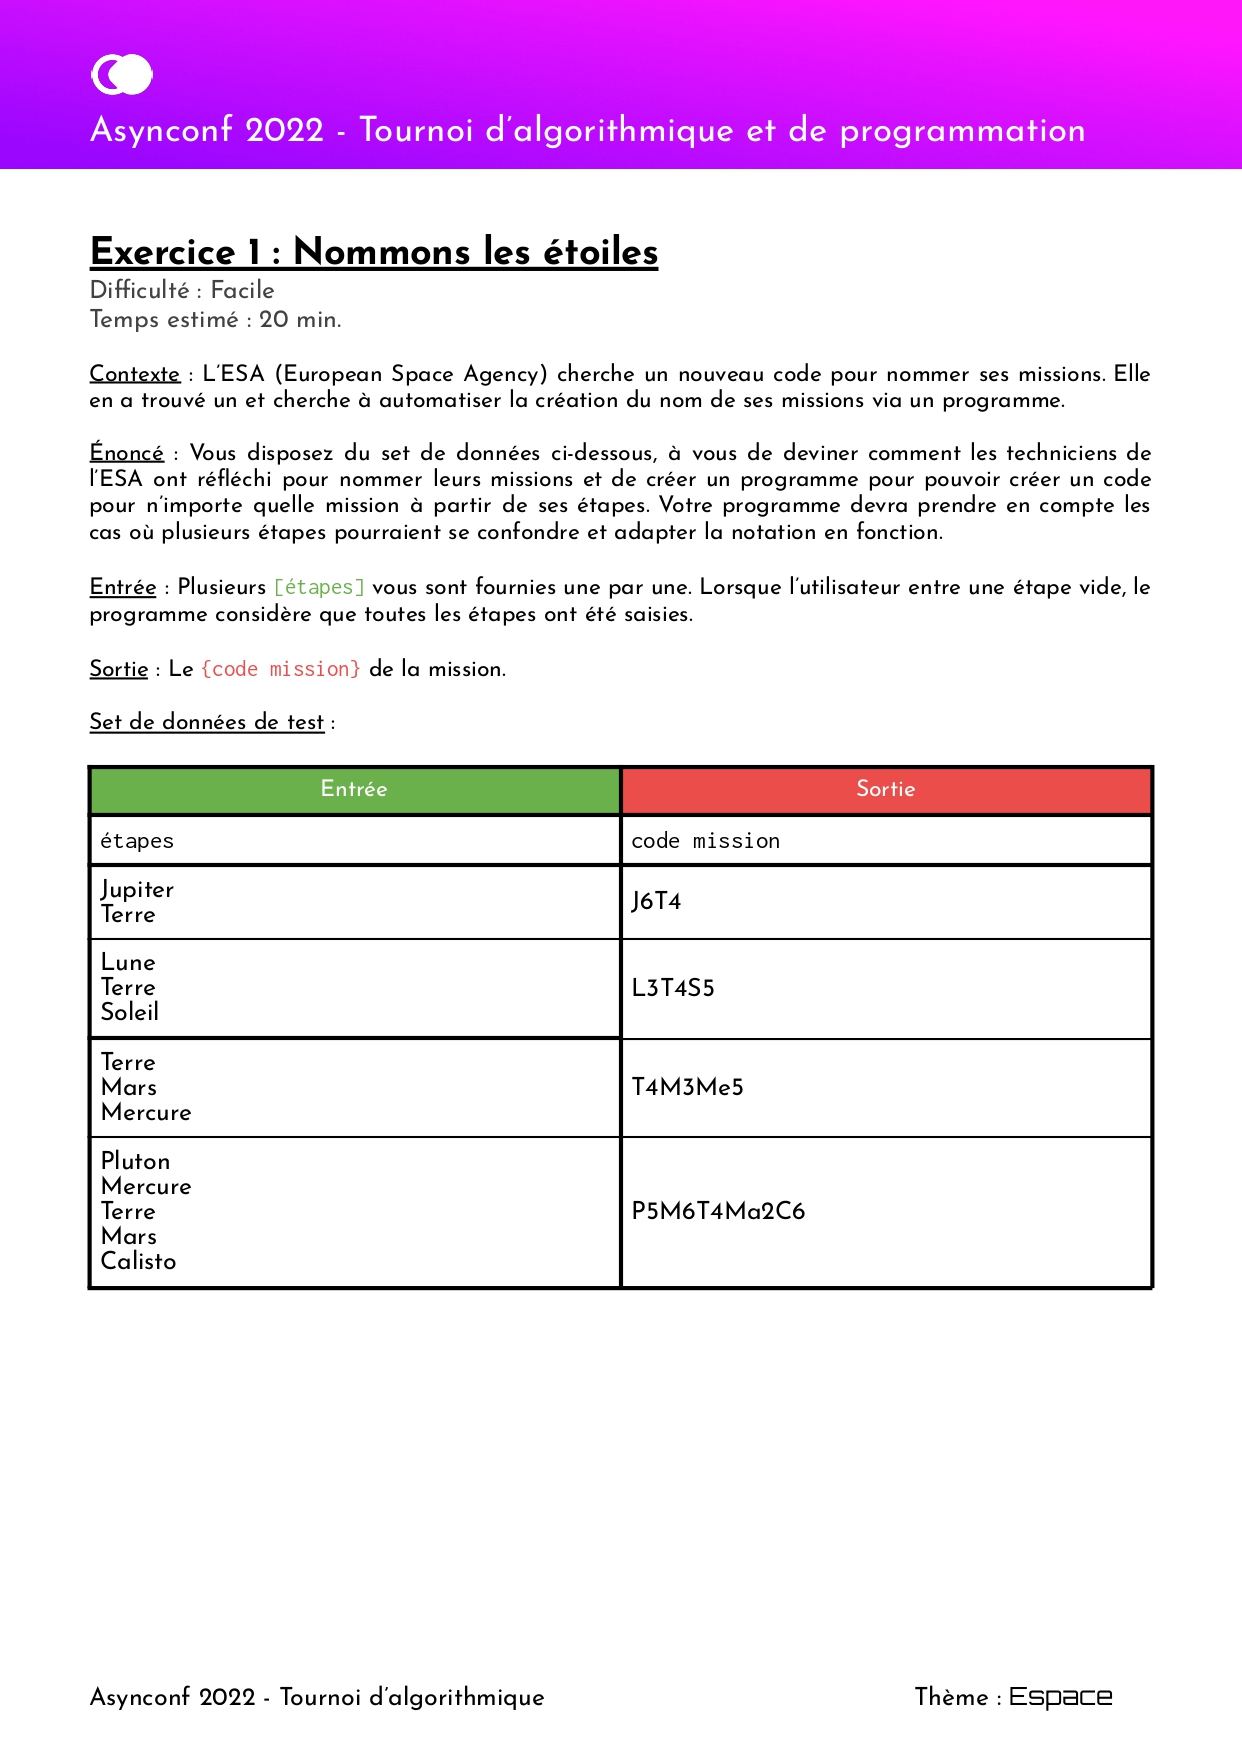 Asynconf 2022 - Tournoi d'algorithmique et de programmation
Exercice 1 : Nommons les étoiles
Difficulté : Facile
Temps estimé : 20 min.
Contexte : L'ESA (European Space Agency) cherche un nouveau code pour nommer ses missions. Elle
en a trouvé un et cherche à automatiser la création du nom de ses missions via un programme.
Énoncé : Vous disposez du set de données ci-dessous, à vous de deviner comment les techniciens de
l'ESA ont réfléchi pour nommer leurs missions et de créer un programme pour pouvoir créer un code
pour n'importe quelle mission à partir de ses étapes. Votre programme devra prendre en compte les
cas où plusieurs étapes pourraient se confondre et adapter la notation en fonction.
Entrée : Plusieurs [étapes] vous sont fournies une par une. Lorsque l'utilisateur entre une étape vide, le
programme considère que toutes les étapes ont été saisies.
Sortie : Le {code mission} de la mission.
Set de données de test :
Entrée
Sortie
étapes
code mission
Jupiter
Terre
J6T4
Lune
Terre
Soleil
L3T4S5
Terre
Mars
Mercure
T4M3Me5
Pluton
Mercure
Terre
Mars
Calisto
P5M6T4Ma2C6
Asynconf 2022 - Tournoi d'algorithmique
Thème : Espace